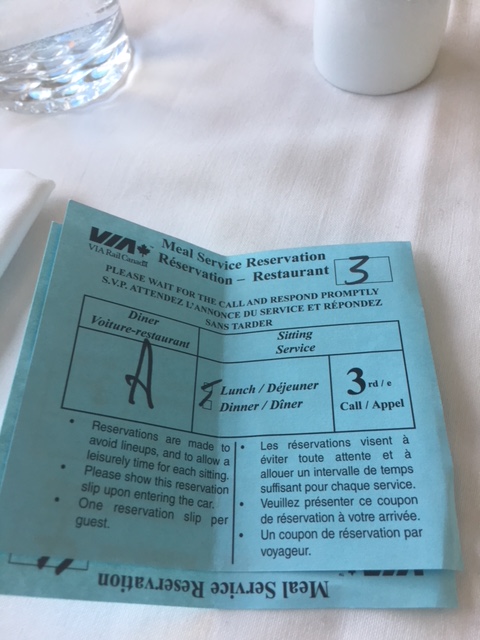 VIA Meal Service Reservation
VIA Rail Canada Réservation – Restaurant 3
PLEASE WAIT FOR THE CALL AND RESPOND PROMPTLY
S.V.P. ATTENDEZ L'ANNONCE DU SERVICE ET RÉPONDEZ
SANS TARDER
Diner
Voiture-restaurant
Sitting
Service
A
Lunch / Déjeuner
Dinner / Dîner
3rd / e
Call / Appel
• Reservations are made to
avoid lineups, and to allow a
leisurely time for each sitting.
• Please show this reservation
slip upon entering the car.
• One reservation slip per
guest.
• Les réservations visent à
éviter toute attente et à
allouer un intervalle de temps
suffisant pour chaque service.
• Veuillez présenter ce coupon
de réservation à votre arrivée.
• Un coupon de réservation par
voyageur.
Meal Service Reservation
VIA